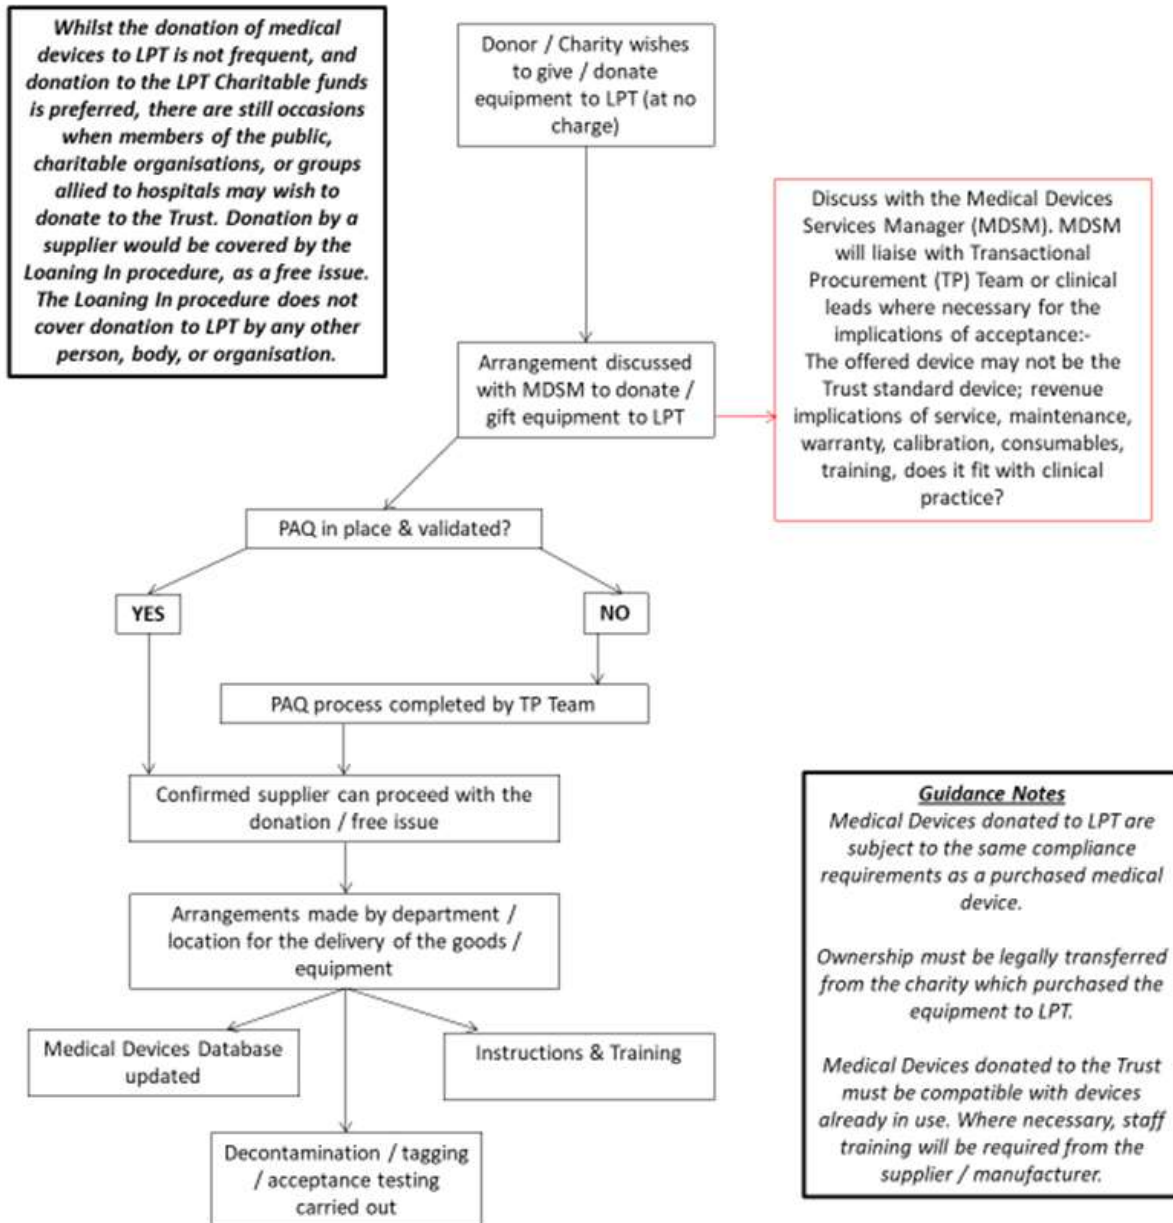 Whilst the donation of medical
devices to LPT is not frequent, and
donation to the LPT Charitable funds
is preferred, there are still occasions
when members of the public,
charitable organisations, or groups
allied to hospitals may wish to
donate to the Trust. Donation by a
supplier would be covered by the
Loaning In procedure, as a free issue.
The Loaning In procedure does not
cover donation to LPT by any other
person, body, or organisation.
Donor / Charity wishes
to give / donate
equipment to LPT (at no
charge)
Discuss with the Medical Devices
Services Manager (MDSM). MDSM
will liaise with Transactional
Procurement (TP) Team or clinical
leads where necessary for the
implications of acceptance:-
The offered device may not be the
Trust standard device; revenue
implications of service, maintenance,
warranty, calibration, consumables,
training, does it fit with clinical
practice?
Arrangement discussed
with MDSM to donate /
gift equipment to LPT
PAQ in place & validated?
YES
NO
PAQ process completed by TP Team
Confirmed supplier can proceed with the
donation / free issue
Arrangements made by department /
location for the delivery of the goods /
equipment
Medical Devices Database
updated
Instructions & Training
Decontamination / tagging
/ acceptance testing
carried out
Guidance Notes
Medical Devices donated to LPT are
subject to the same compliance
requirements as a purchased medical
device.
Ownership must be legally transferred
from the charity which purchased the
equipment to LPT.
Medical Devices donated to the Trust
must be compatible with devices
already in use. Where necessary, staff
training will be required from the
supplier / manufacturer.